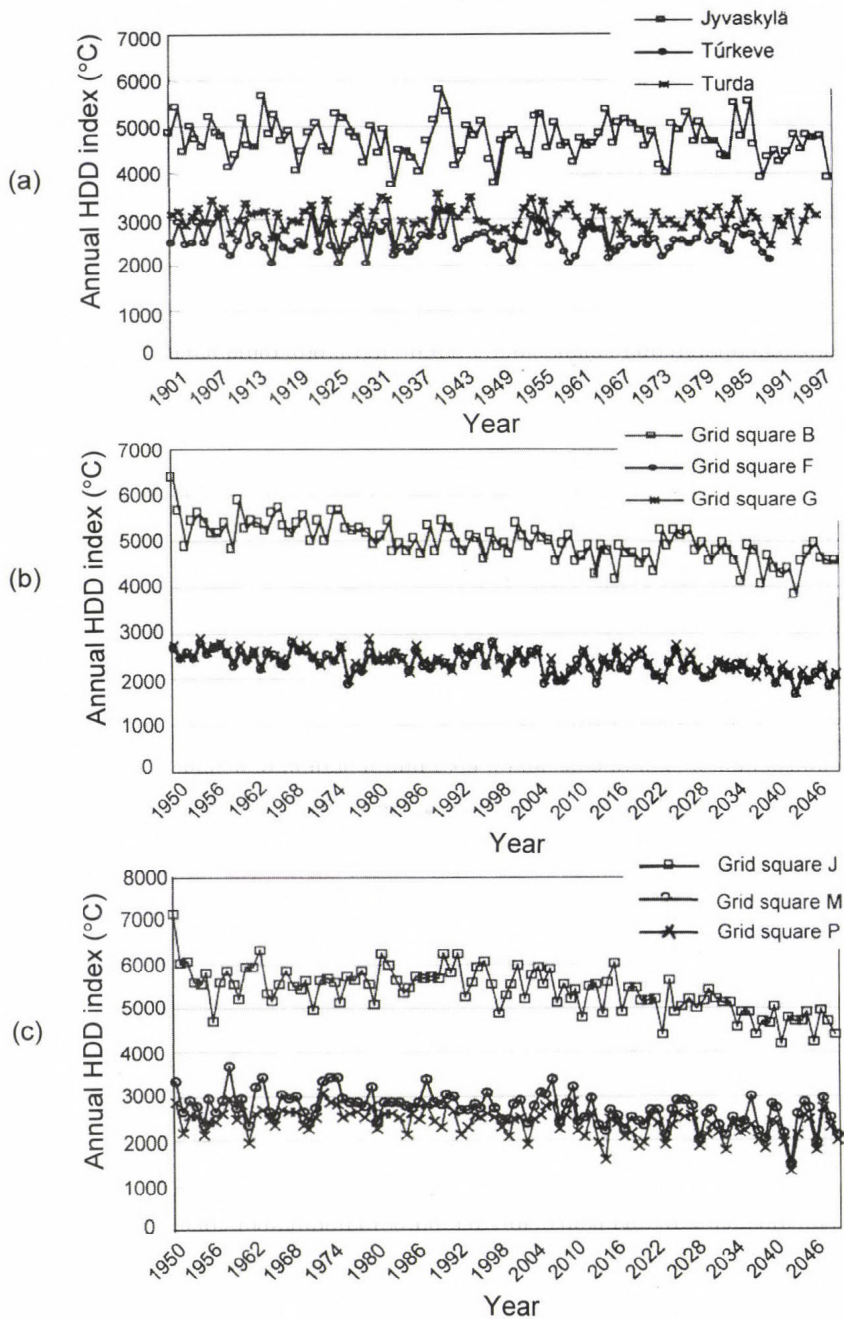 Jyvaskylä
Túrkeve
Turda
(a)
Annual HDD index (°C)
7000
6000
5000
4000
3000
2000
1000
0
1901 1907 1913 1919 1925 1931 1937 1943 1949 1955 1961 1967 1973 1979 1985 1991 1997
Year
Grid square B
Grid square F
Grid square G
(b)
Annual HDD index (°C)
7000
6000
5000
4000
3000
2000
1000
0
1950 1956 1962 1968 1974 1980 1986 1992 1998 2004 2010 2016 2022 2028 2034 2040 2046
Year
Grid square J
Grid square M
Grid square P
(c)
Annual HDD index (°C)
8000
7000
6000
5000
4000
3000
2000
1000
0
1950 1956 1962 1968 1974 1980 1986 1992 1998 2004 2010 2016 2022 2028 2034 2040 2046
Year